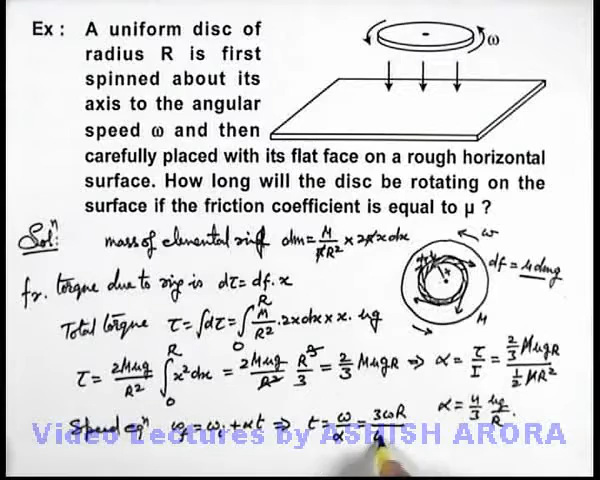 Ex : A uniform disc of
radius R is first
spinned about its
axis to the angular
speed ω and then
carefully placed with its flat face on a rough horizontal
surface. How long will the disc be rotating on the
surface if the friction coefficient is equal to μ ?
ω
Solⁿ: mass of elemental ring dm = M/πR² × 2πx dx
ω
df = μ dm g
fr. torque due to ring is dτ = df . x
x
M
Total torque τ = ∫dτ = ∫₀ᴿ M/R² . 2x dx × x . μg
τ = 2Mμg/R² ∫₀ᴿ x² dx = 2Mμg/R² R³/3 = 2/3 MμgR ⇒ α = τ/I = 2/3 μMgR / 1/2 MR²
α = 4/3 μg/R .
Speed eqⁿ ω_f = ω_i + αt ⇒ t = ω/α = 3ωR/
Video Lectures by ASHISH ARORA